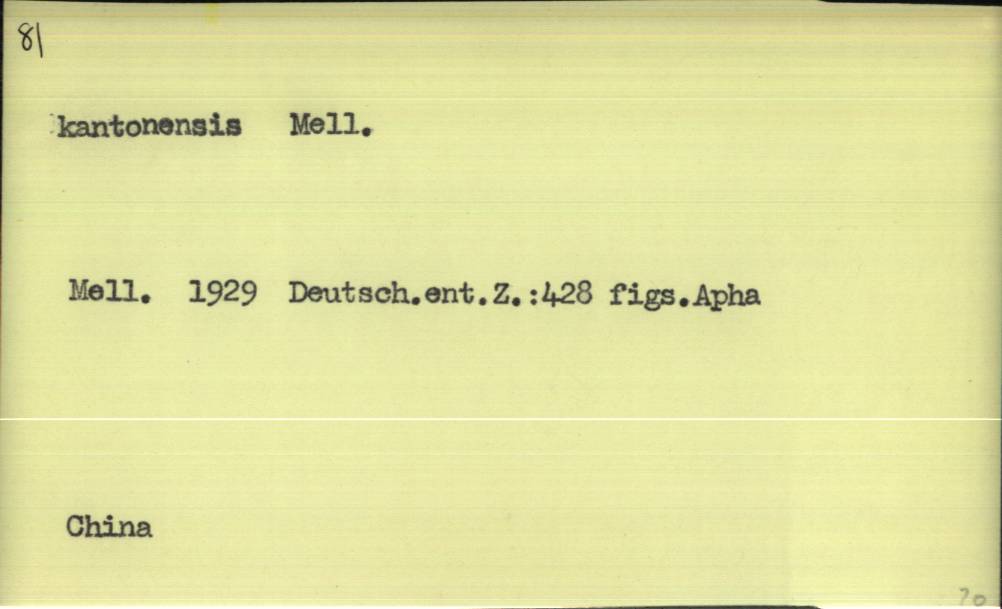 81
kantonensis Mell.
Mell. 1929 Deutsch.ent.Z.:428 figs.Apha
China